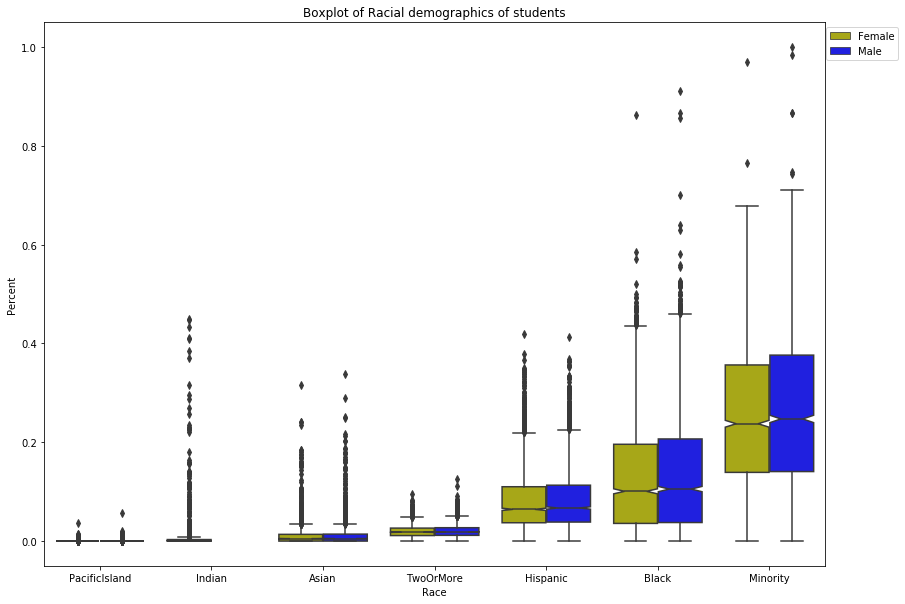 Boxplot of Racial demographics of students
Female
Male
1.0
0.8
0.6
0.4
0.2
0.0
Percent
PacificIsland Indian Asian TwoOrMore Hispanic Black Minority
Race